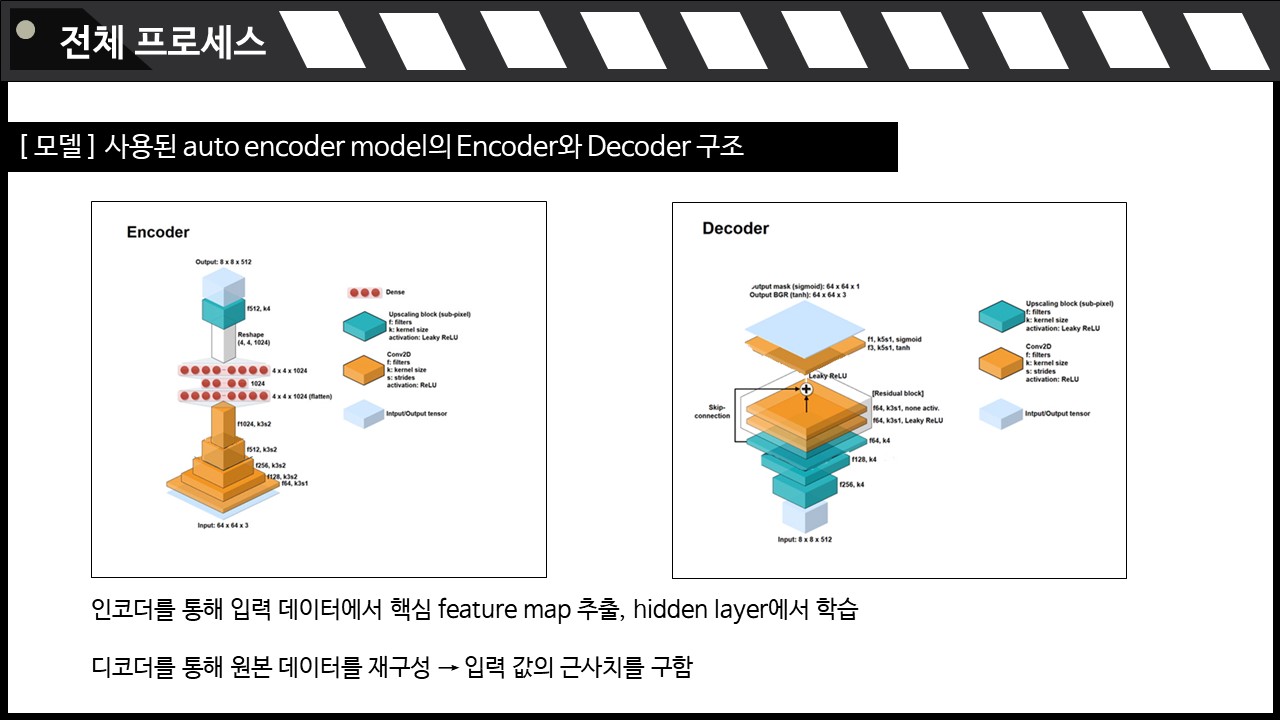 전체 프로세스
[ 모델 ] 사용된 auto encoder model의 Encoder와 Decoder 구조
Encoder
Output: 8 x 8 x 512
f512, k4
Reshape
(4, 4, 1024)
4 x 4 x 1024
1024
4 x 4 x 1024 (flatten)
f1024, k3s2
f512, k3s2
f256, k3s2
f128, k3s2
f64, k3s1
Input: 64 x 64 x 3
Dense
Upscaling block (sub-pixel)
f: filters
k: kernel size
activation: Leaky ReLU
Conv2D
f: filters
k: kernel size
s: strides
activation: ReLU
Intput/Output tensor
Decoder
utput mask (sigmoid): 64 x 64 x 1
Output BGR (tanh): 64 x 64 x 3
f1, k5s1, sigmoid
f3, k5s1, tanh
Leaky ReLU
[Residual block]
Skip-
connection
f64, k3s1, none activ.
f64, k3s1, Leaky ReLU
f64, k4
f128, k4
f256, k4
Input: 8 x 8 x 512
Upscaling block (sub-pixel)
f: filters
k: kernel size
activation: Leaky ReLU
Conv2D
f: filters
k: kernel size
s: strides
activation: ReLU
Intput/Output tensor
인코더를 통해 입력 데이터에서 핵심 feature map 추출, hidden layer에서 학습
디코더를 통해 원본 데이터를 재구성 → 입력 값의 근사치를 구함